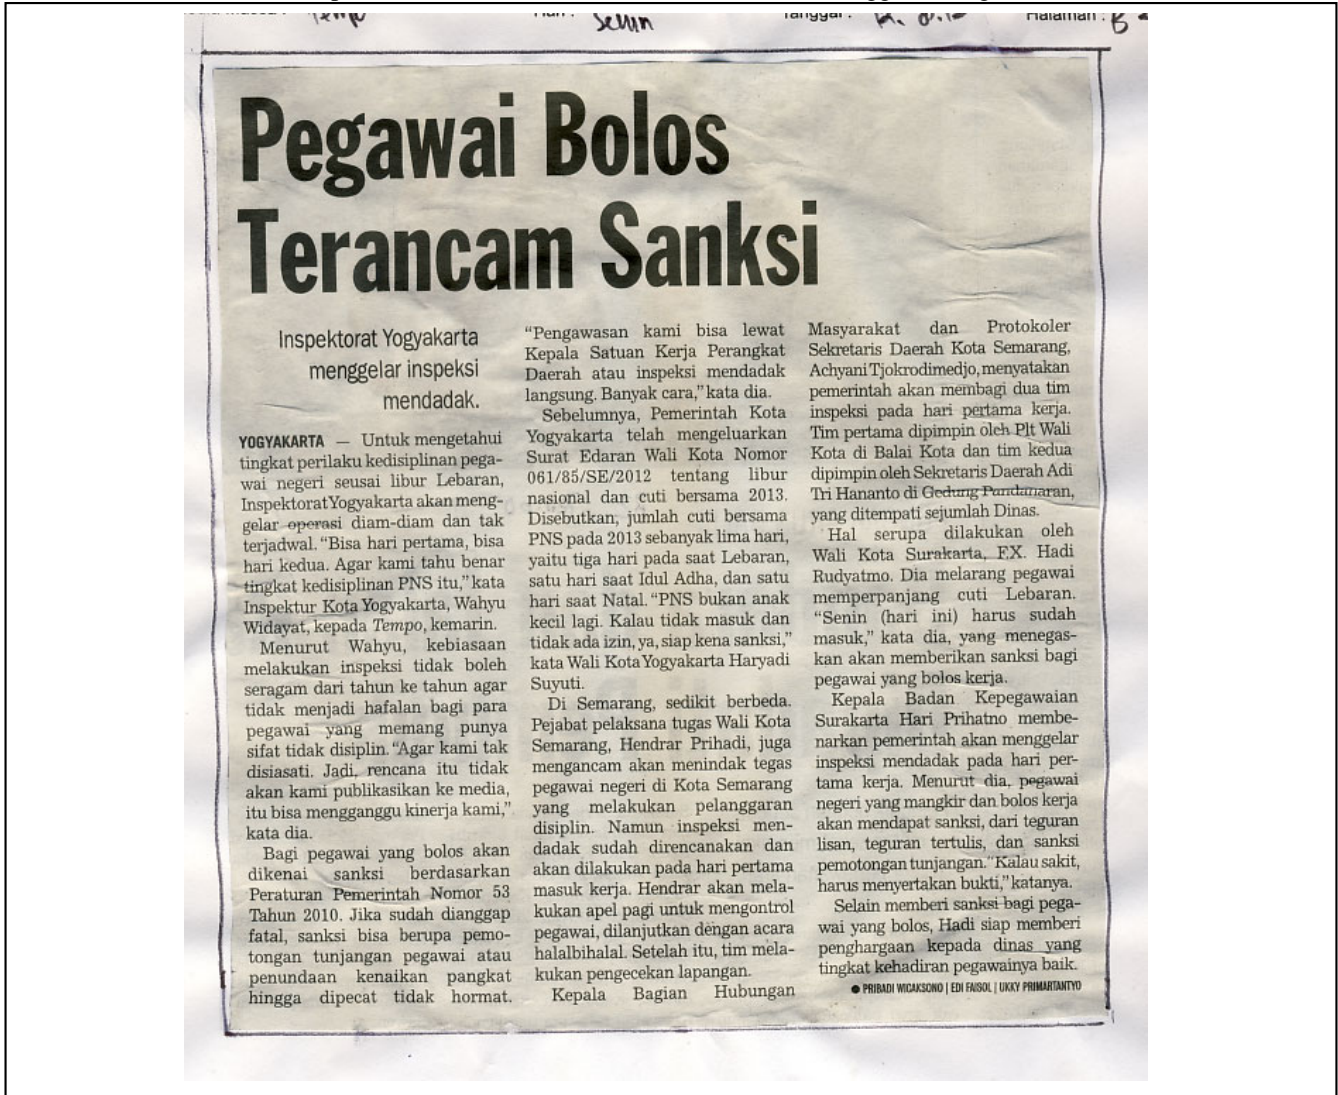 Tempo
Hari :
Senin
Tanggal :
Halaman :
Pegawai Bolos
Terancam Sanksi
Inspektorat Yogyakarta
menggelar inspeksi
mendadak.
YOGYAKARTA — Untuk mengetahui
tingkat perilaku kedisiplinan pega-
wai negeri seusai libur Lebaran,
Inspektorat Yogyakarta akan meng-
gelar operasi diam-diam dan tak
terjadwal. “Bisa hari pertama, bisa
hari kedua. Agar kami tahu benar
tingkat kedisiplinan PNS itu,” kata
Inspektur Kota Yogyakarta, Wahyu
Widayat, kepada Tempo, kemarin.
Menurut Wahyu, kebiasaan
melakukan inspeksi tidak boleh
seragam dari tahun ke tahun agar
tidak menjadi hafalan bagi para
pegawai yang memang punya
sifat tidak disiplin. “Agar kami tak
disiasati. Jadi, rencana itu tidak
akan kami publikasikan ke media,
itu bisa mengganggu kinerja kami,”
kata dia.
Bagi pegawai yang bolos akan
dikenai sanksi berdasarkan
Peraturan Pemerintah Nomor 53
Tahun 2010. Jika sudah dianggap
fatal, sanksi bisa berupa pemo-
tongan tunjangan pegawai atau
penundaan kenaikan pangkat
hingga dipecat tidak hormat.
“Pengawasan kami bisa lewat
Kepala Satuan Kerja Perangkat
Daerah atau inspeksi mendadak
langsung. Banyak cara,” kata dia.
Sebelumnya, Pemerintah Kota
Yogyakarta telah mengeluarkan
Surat Edaran Wali Kota Nomor
061/85/SE/2012 tentang libur
nasional dan cuti bersama 2013.
Disebutkan, jumlah cuti bersama
PNS pada 2013 sebanyak lima hari,
yaitu tiga hari pada saat Lebaran,
satu hari saat Idul Adha, dan satu
hari saat Natal. “PNS bukan anak
kecil lagi. Kalau tidak masuk dan
tidak ada izin, ya, siap kena sanksi,”
kata Wali Kota Yogyakarta Haryadi
Suyuti.
Di Semarang, sedikit berbeda.
Pejabat pelaksana tugas Wali Kota
Semarang, Hendrar Prihadi, juga
mengancam akan menindak tegas
pegawai negeri di Kota Semarang
yang melakukan pelanggaran
disiplin. Namun inspeksi men-
dadak sudah direncanakan dan
akan dilakukan pada hari pertama
masuk kerja. Hendrar akan mela-
kukan apel pagi untuk mengontrol
pegawai, dilanjutkan dengan acara
halalbihalal. Setelah itu, tim mela-
kukan pengecekan lapangan.
Kepala Bagian Hubungan
Masyarakat dan Protokoler
Sekretaris Daerah Kota Semarang,
Achyani Tjokrodimedjo, menyatakan
pemerintah akan membagi dua tim
inspeksi pada hari pertama kerja.
Tim pertama dipimpin oleh Plt Wali
Kota di Balai Kota dan tim kedua
dipimpin oleh Sekretaris Daerah Adi
Tri Hananto di Gedung Pandanaran,
yang ditempati sejumlah Dinas.
Hal serupa dilakukan oleh
Wali Kota Surakarta, F.X. Hadi
Rudyatmo. Dia melarang pegawai
memperpanjang cuti Lebaran.
“Senin (hari ini) harus sudah
masuk,” kata dia, yang menegas-
kan akan memberikan sanksi bagi
pegawai yang bolos kerja.
Kepala Badan Kepegawaian
Surakarta Hari Prihatno membe-
narkan pemerintah akan menggelar
inspeksi mendadak pada hari per-
tama kerja. Menurut dia, pegawai
negeri yang mangkir dan bolos kerja
akan mendapat sanksi, dari teguran
lisan, teguran tertulis, dan sanksi
pemotongan tunjangan. “Kalau sakit,
harus menyertakan bukti,” katanya.
Selain memberi sanksi bagi pega-
wai yang bolos, Hadi siap memberi
penghargaan kepada dinas yang
tingkat kehadiran pegawainya baik.
● PRIBADI WICAKSONO | EDI FAISOL | UKKY PRIMARTANTYO